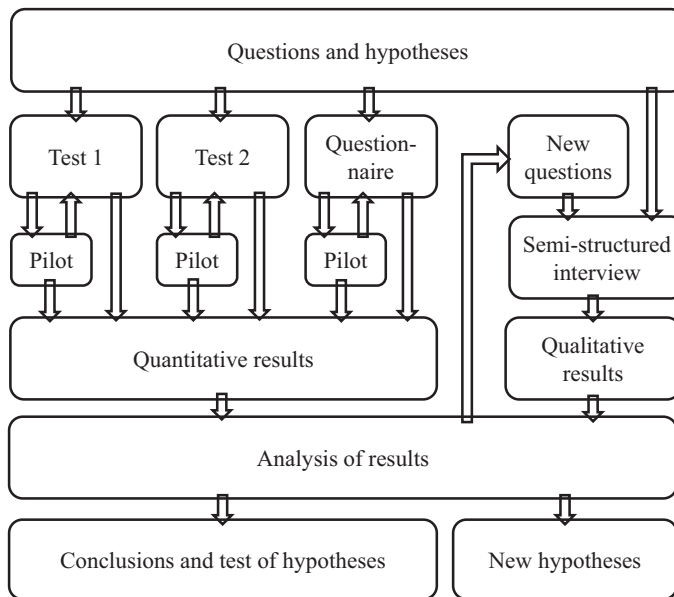 Questions and hypotheses
Test 1
Test 2
Question-
naire
New
questions
Pilot
Pilot
Pilot
Semi-structured
interview
Quantitative results
Qualitative
results
Analysis of results
Conclusions and test of hypotheses
New hypotheses